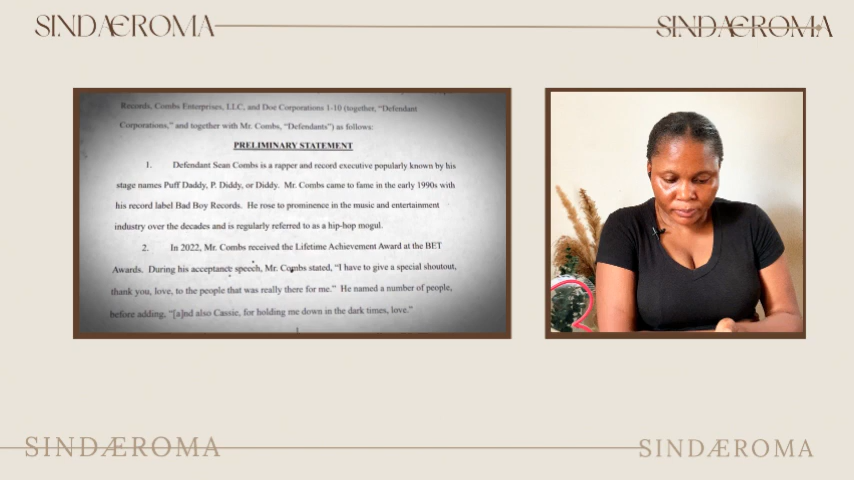 SINDÆROMA
SINDÆROMA
Records, Combs Enterprises, LLC, and Doe Corporations 1-10 (together, “Defendant
Corporations,” and together with Mr. Combs, “Defendants”) as follows:
PRELIMINARY STATEMENT
1. Defendant Sean Combs is a rapper and record executive popularly known by his
stage names Puff Daddy, P. Diddy, or Diddy. Mr. Combs came to fame in the early 1990s with
his record label Bad Boy Records. He rose to prominence in the music and entertainment
industry over the decades and is regularly referred to as a hip-hop mogul.
2. In 2022, Mr. Combs received the Lifetime Achievement Award at the BET
Awards. During his acceptance speech, Mr. Combs stated, “I have to give a special shoutout,
thank you, love, to the people that was really there for me.” He named a number of people,
before adding, “[a]nd also Cassie, for holding me down in the dark times, love.”
1
SINDÆROMA
SINDÆROMA